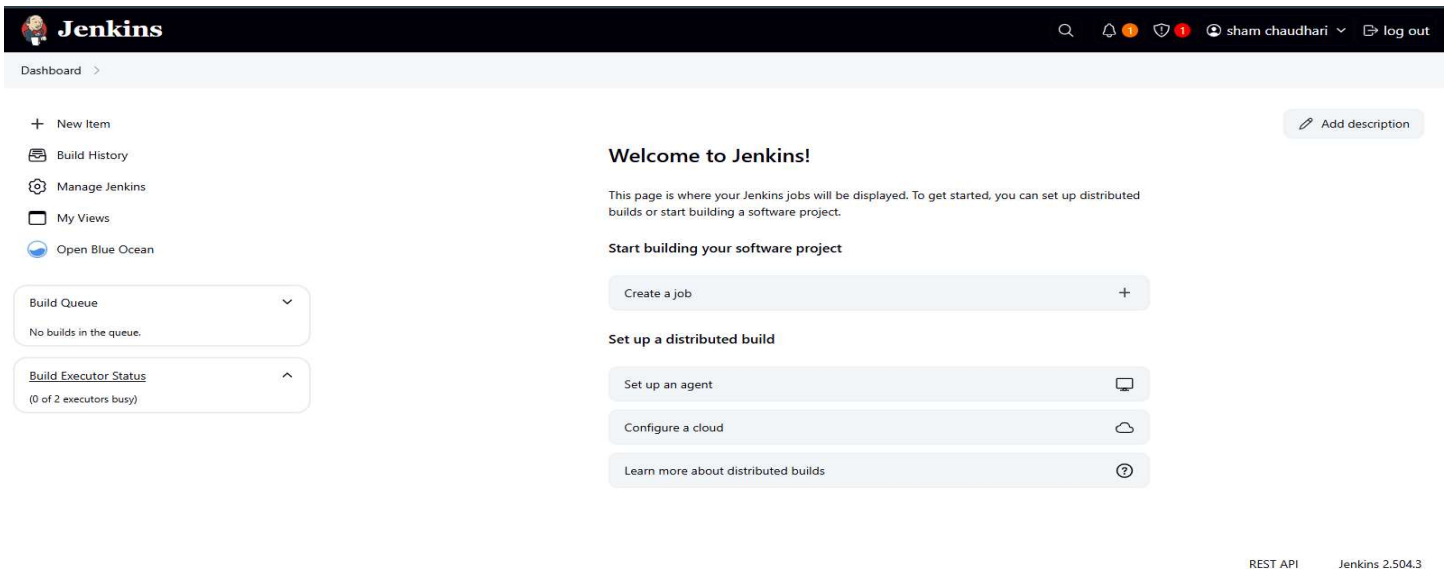 Jenkins
1
1
sham chaudhari
log out
Dashboard
New Item
Build History
Manage Jenkins
My Views
Open Blue Ocean
Build Queue
No builds in the queue.
Build Executor Status
(0 of 2 executors busy)
Add description
Welcome to Jenkins!
This page is where your Jenkins jobs will be displayed. To get started, you can set up distributed
builds or start building a software project.
Start building your software project
Create a job
Set up a distributed build
Set up an agent
Configure a cloud
Learn more about distributed builds
REST API
Jenkins 2.504.3